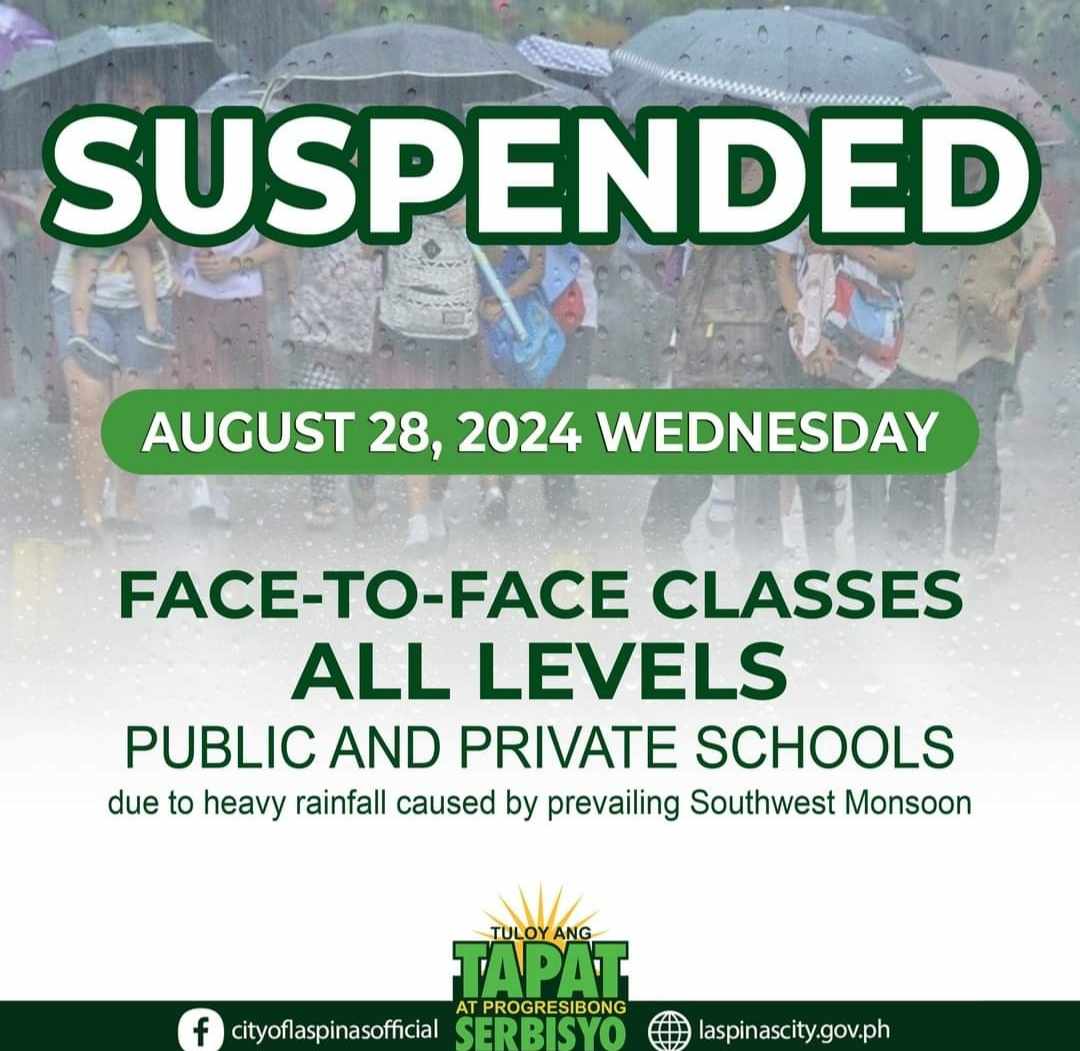 SUSPENDED
AUGUST 28, 2024 WEDNESDAY
FACE-TO-FACE CLASSES
ALL LEVELS
PUBLIC AND PRIVATE SCHOOLS
due to heavy rainfall caused by prevailing Southwest Monsoon
TULOY ANG
TAPAT
AT PROGRESIBONG
SERBISYO
f cityoflaspinasofficial
laspinascity.gov.ph